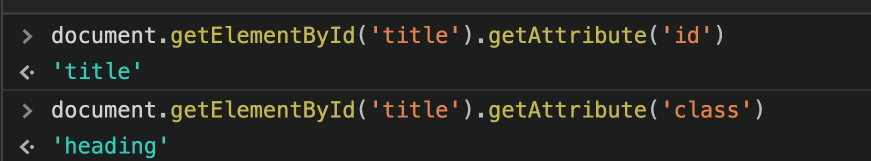 > document.getElementById('title').getAttribute('id')
'title'
> document.getElementById('title').getAttribute('class')
'heading'